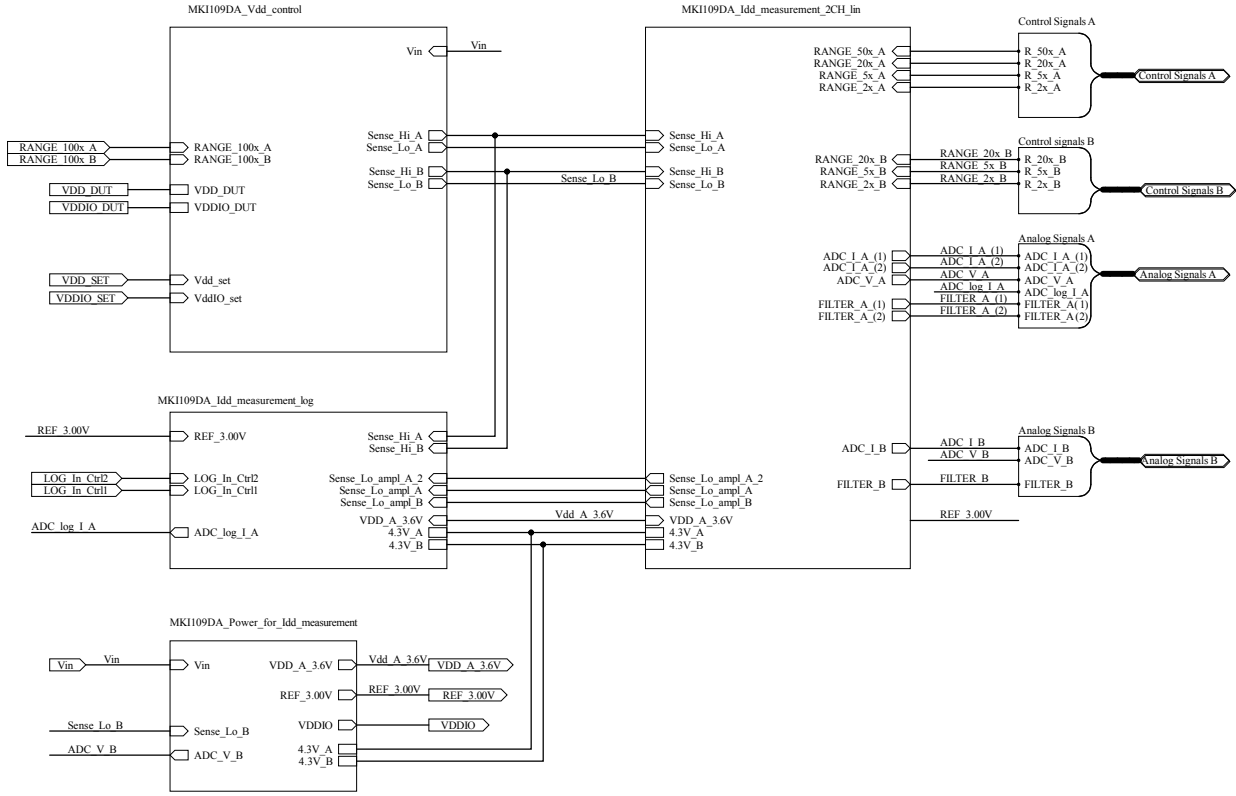 MKI109DA_Vdd_control
Vin
Vin
RANGE_100x_A
RANGE_100x_A
RANGE_100x_B
RANGE_100x_B
VDD_DUT
VDD_DUT
VDDIO_DUT
VDDIO_DUT
VDD_SET
Vdd_set
VDDIO_SET
VddIO_set
Sense_Hi_A
Sense_Lo_A
Sense_Hi_B
Sense_Lo_B
Sense_Lo_B
MKI109DA_Idd_measurement_2CH_lin
Sense_Hi_A
Sense_Lo_A
Sense_Hi_B
Sense_Lo_B
RANGE_50x_A
RANGE_20x_A
RANGE_5x_A
RANGE_2x_A
Control Signals A
R_50x_A
R_20x_A
R_5x_A
R_2x_A
Control Signals A
RANGE_20x_B
RANGE_5x_B
RANGE_2x_B
RANGE_20x_B
RANGE_5x_B
RANGE_2x_B
Control signals B
R_20x_B
R_5x_B
R_2x_B
Control Signals B
ADC_I_A_(1)
ADC_I_A_(2)
ADC_V_A
FILTER_A_(1)
FILTER_A_(2)
ADC_I_A_(1)
ADC_I_A_(2)
ADC_V_A
ADC_log_I_A
FILTER_A_(1)
FILTER_A_(2)
Analog Signals A
ADC_I_A_(1)
ADC_I_A_(2)
ADC_V_A
ADC_log_I_A
FILTER_A(1)
FILTER_A(2)
Analog Signals A
ADC_I_B
FILTER_B
ADC_I_B
ADC_V_B
FILTER_B
REF_3.00V
Analog Signals B
ADC_I_B
ADC_V_B
FILTER_B
Analog Signals B
MKI109DA_Idd_measurement_log
REF_3.00V
REF_3.00V
LOG_In_Ctrl2
LOG_In_Ctrl2
LOG_In_Ctrl1
LOG_In_Ctrl1
ADC_log_I_A
ADC_log_I_A
Sense_Hi_A
Sense_Hi_B
Sense_Lo_ampl_A_2
Sense_Lo_ampl_A
Sense_Lo_ampl_B
VDD_A_3.6V
4.3V_A
4.3V_B
Vdd_A_3.6V
Sense_Lo_ampl_A_2
Sense_Lo_ampl_A
Sense_Lo_ampl_B
VDD_A_3.6V
4.3V_A
4.3V_B
MKI109DA_Power_for_Idd_measurement
Vin
Vin
Vin
Sense_Lo_B
Sense_Lo_B
ADC_V_B
ADC_V_B
VDD_A_3.6V
Vdd_A_3.6V
VDD_A_3.6V
REF_3.00V
REF_3.00V
REF_3.00V
VDDIO
VDDIO
4.3V_A
4.3V_B